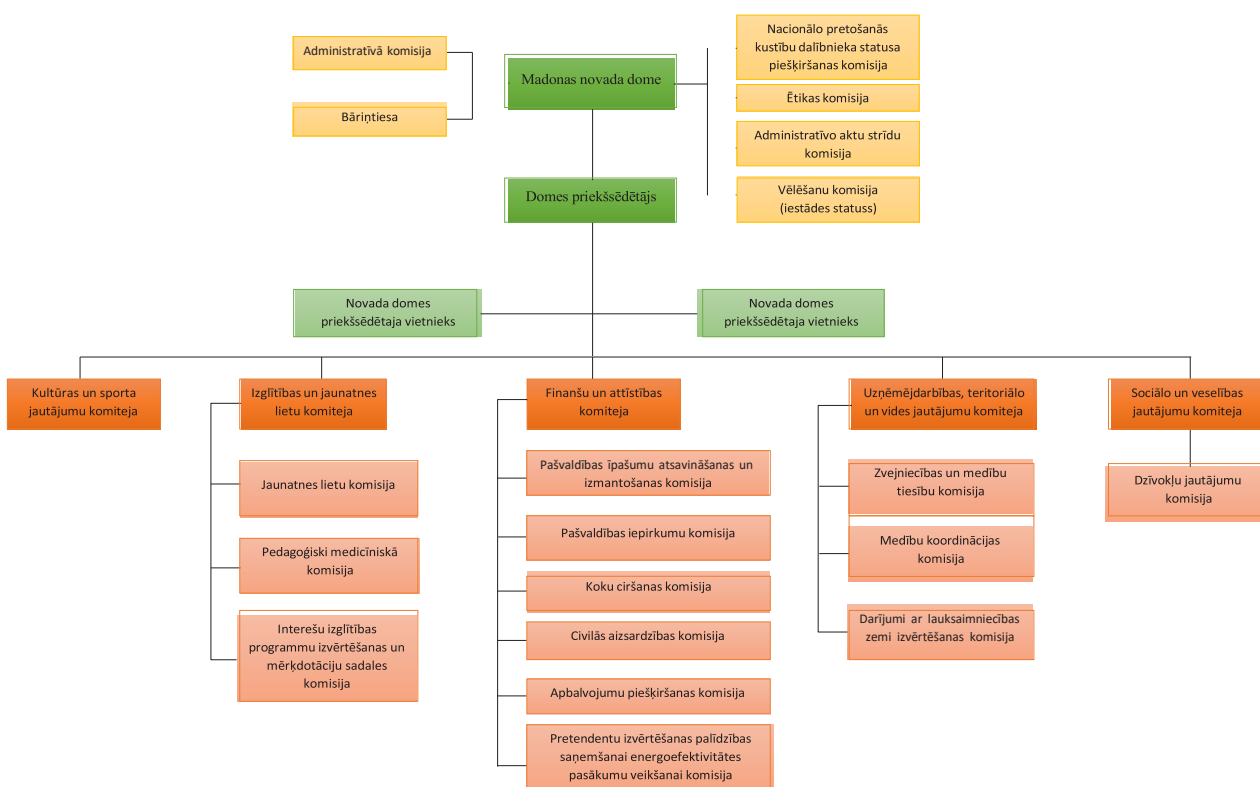 Administratīvā komisija
Bāriņtiesa
Madonas novada dome
Domes priekšsēdētājs
Nacionālo pretošanās
kustību dalībnieka statusa
piešķiršanas komisija
Ētikas komisija
Administratīvo aktu strīdu
komisija
Vēlēšanu komisija
(iestādes statuss)
Novada domes
priekšsēdētaja vietnieks
Novada domes
priekšsēdētaja vietnieks
Kultūras un sporta
jautājumu komiteja
Izglītības un jaunatnes
lietu komiteja
Jaunatnes lietu komisija
Pedagoģiski medicīniskā
komisija
Interešu izglītības
programmu izvērtēšanas un
mērķdotāciju sadales
komisija
Finanšu un attīstības
komiteja
Pašvaldības īpašumu atsavināšanas un
izmantošanas komisija
Pašvaldības iepirkumu komisija
Koku ciršanas komisija
Civilās aizsardzības komisija
Apbalvojumu piešķiršanas komisija
Pretendentu izvērtēšanas palīdzības
saņemšanai energoefektivitātes
pasākumu veikšanai komisija
Uzņēmējdarbības, teritoriālo
un vides jautājumu komiteja
Zvejniecības un medību
tiesību komisija
Medību koordinācijas
komisija
Darījumi ar lauksaimniecības
zemi izvērtēšanas komisija
Sociālo un veselības
jautājumu komiteja
Dzīvokļu jautājumu
komisija